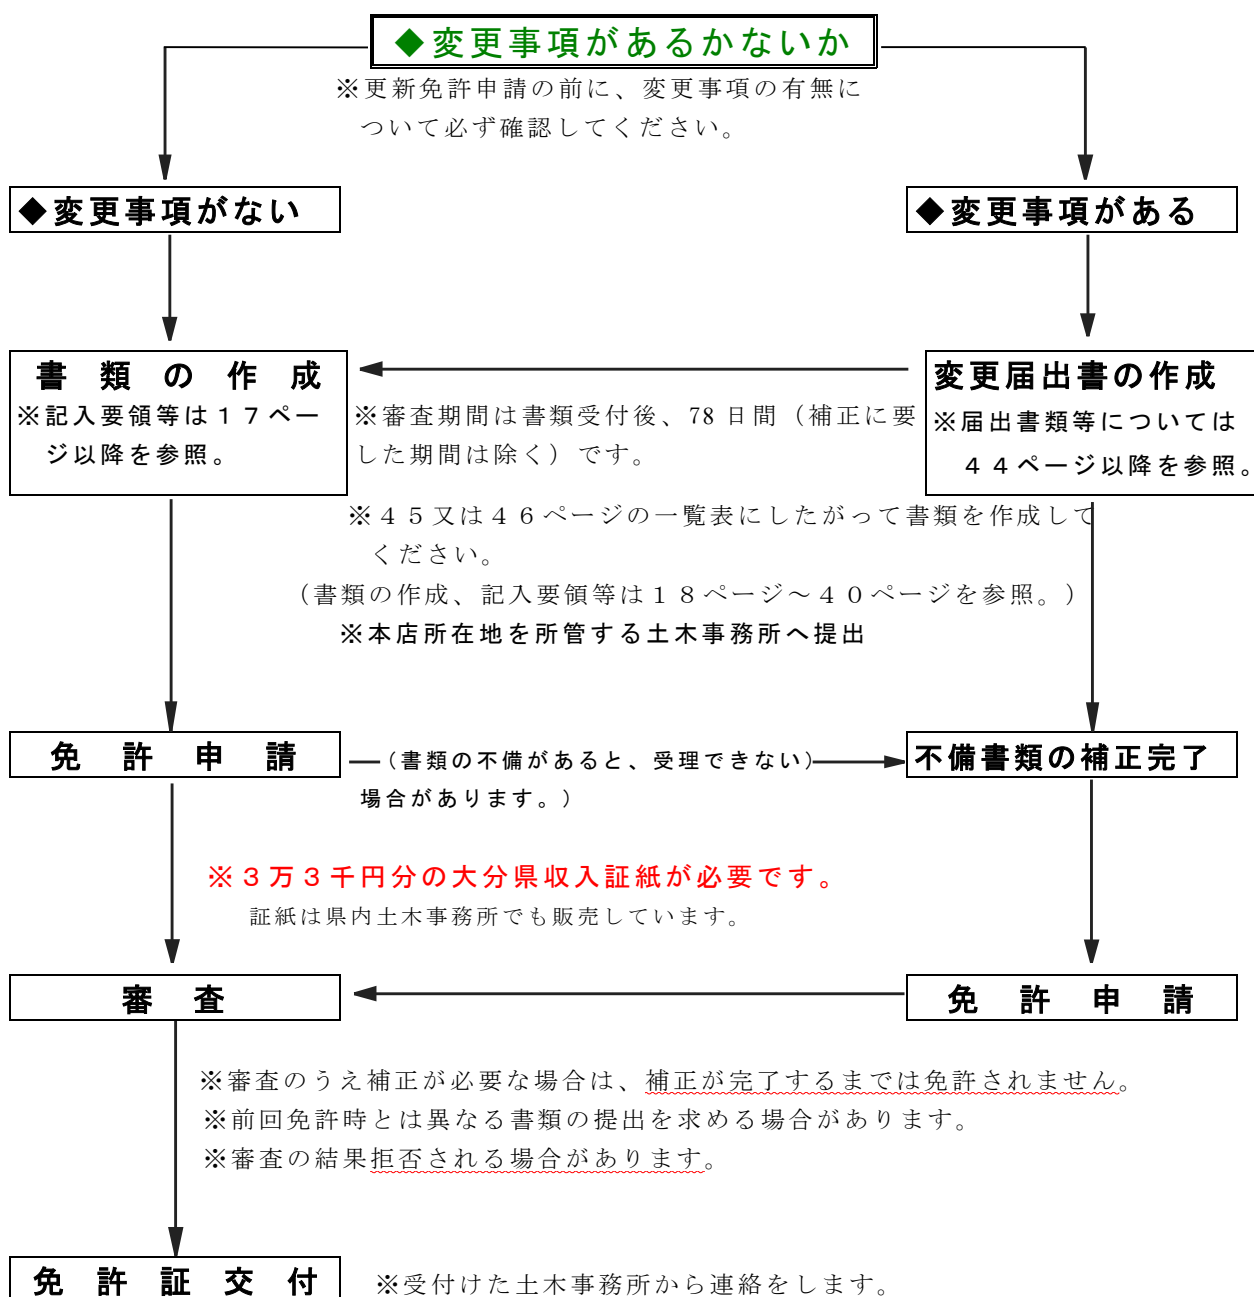 ◆変更事項があるかないか
※更新免許申請の前に、変更事項の有無に
ついて必ず確認してください。
◆変更事項がない
◆変更事項がある
書類の作成
※記入要領等は１７ペー
ジ以降を参照。
※審査期間は書類受付後、78日間（補正に要
した期間は除く）です。
変更届出書の作成
※届出書類等については
４４ページ以降を参照。
※４５又は４６ページの一覧表にしたがって書類を作成して
ください。
（書類の作成、記入要領等は１８ページ～４０ページを参照。）
※本店所在地を所管する土木事務所へ提出
免許申請
（書類の不備があると、受理できない）
場合があります。）
不備書類の補正完了
※３万３千円分の大分県収入証紙が必要です。
証紙は県内土木事務所でも販売しています。
審査
免許申請
※審査のうえ補正が必要な場合は、補正が完了するまでは免許されません。
※前回免許時とは異なる書類の提出を求める場合があります。
※審査の結果拒否される場合があります。
免許証交付
※受付けた土木事務所から連絡をします。